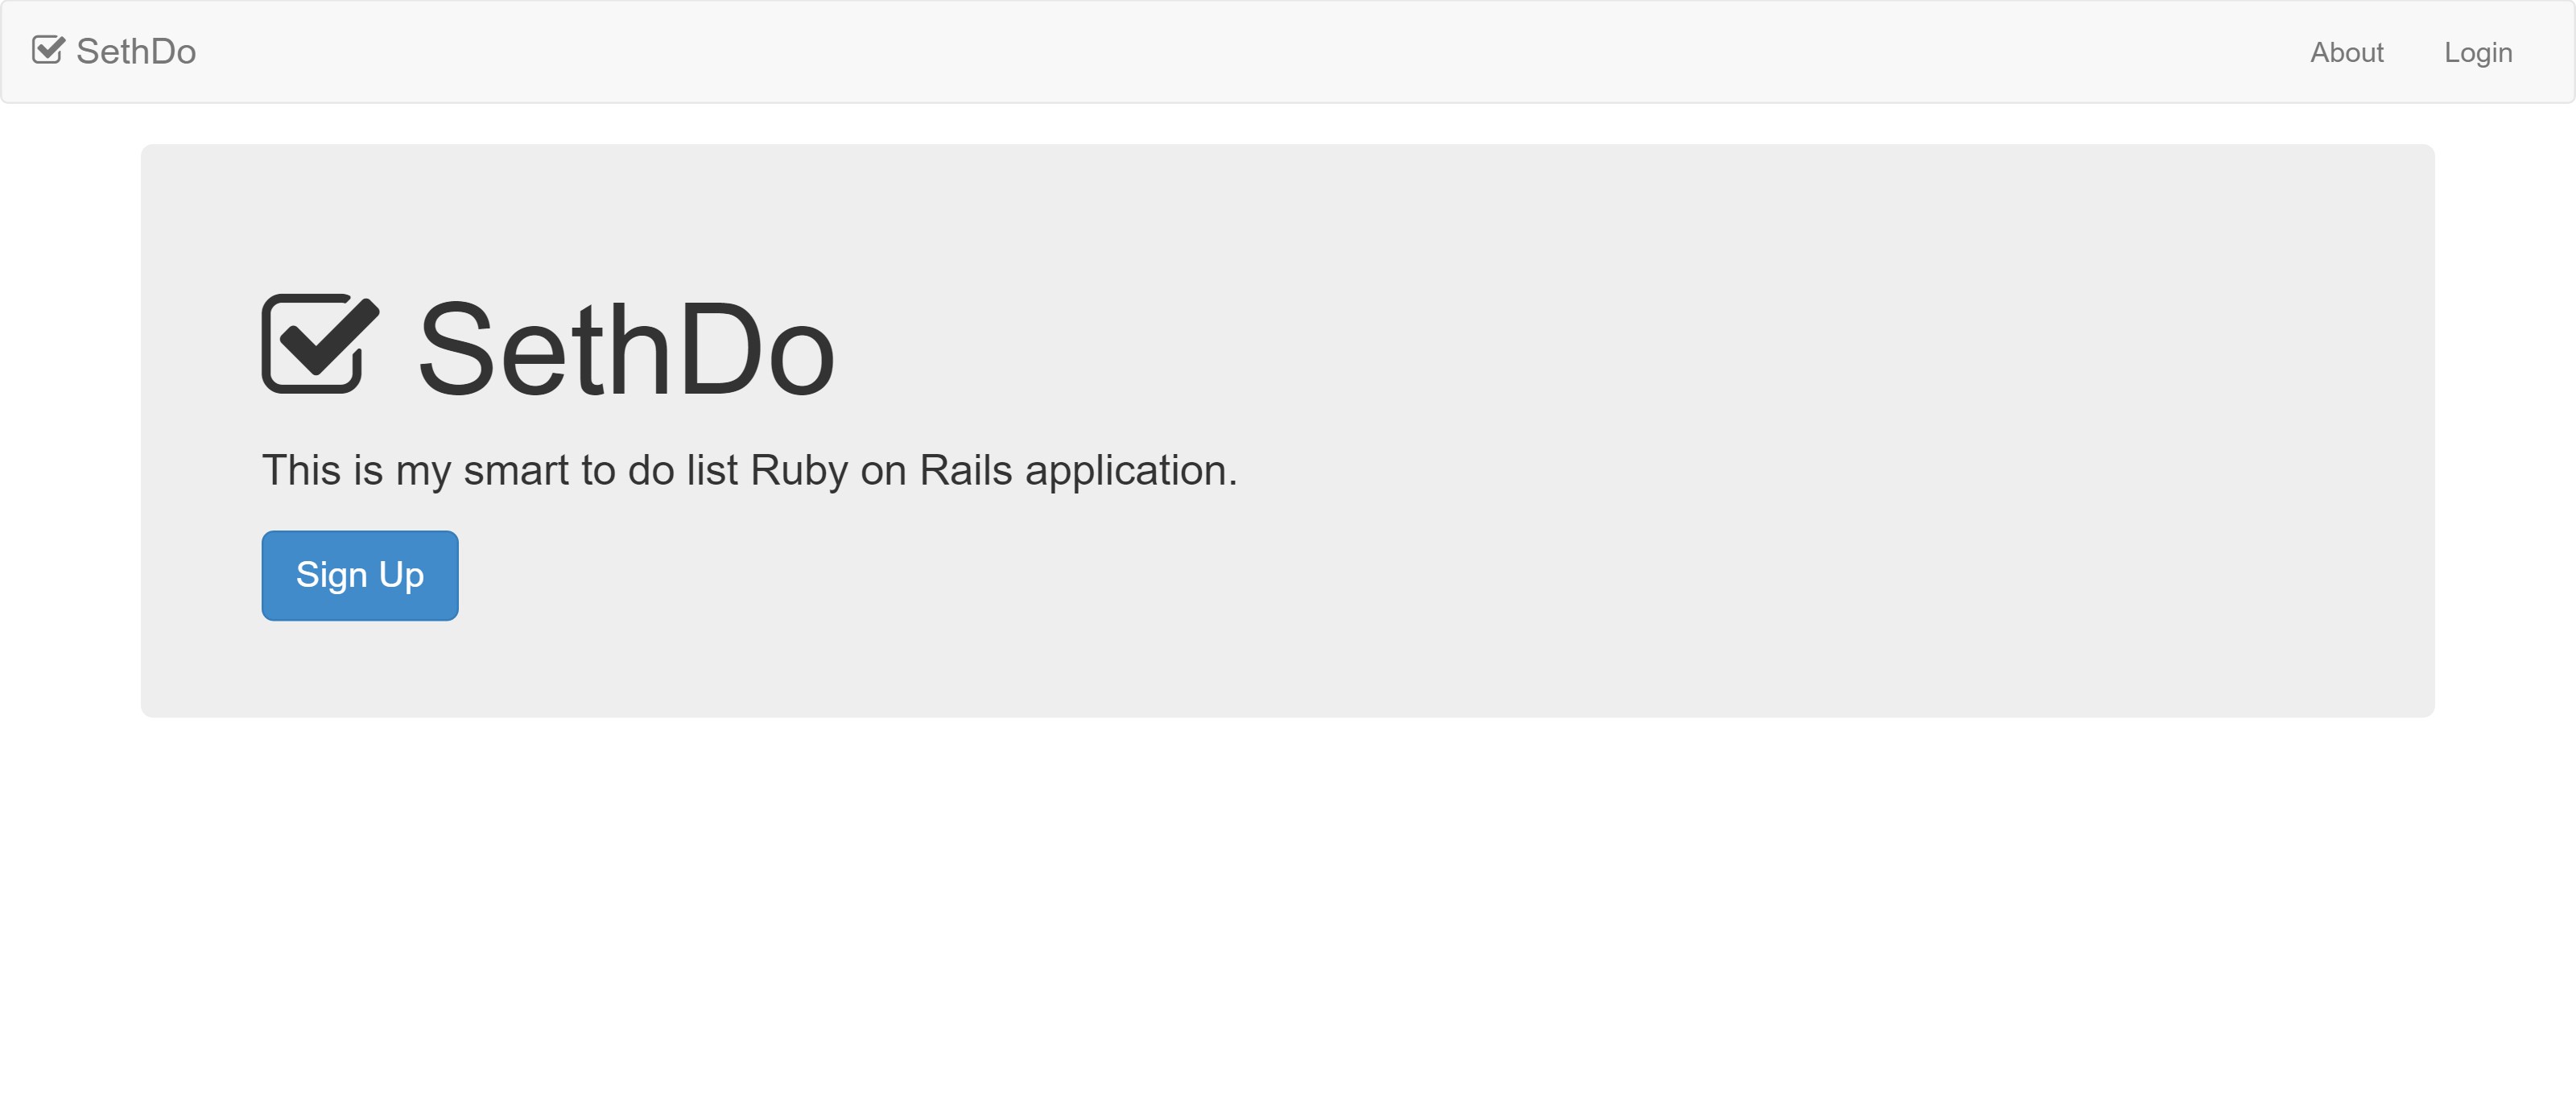 SethDo
About
Login
SethDo
This is my smart to do list Ruby on Rails application.
Sign Up